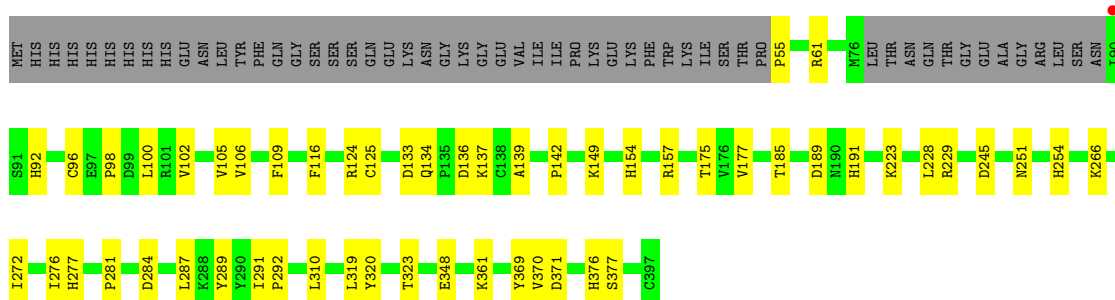 MET HIS HIS HIS HIS HIS HIS HIS HIS HIS GLU ASN LEU TYR PHE GLN GLY SER SER SER GLN GLU LYS ASN GLY LYS GLY GLU VAL ILE ILE PRO LYS GLU LYS PHE TRP LYS ILE SER THR PRO P55 R61 M76 LEU THR ASN GLN THR GLY GLU ALA GLY ARG LEU SER ASN I90
S91 H92 C96 E97 P98 D99 L100 R101 V102 V105 V106 F109 F116 R124 C125 D133 Q134 P135 D136 K137 C138 A139 P142 K149 H154 R157 T175 V176 V177 T185 D189 N190 H191 K223 L228 R229 D245 N251 H254 K266
I272 I276 H277 P281 D284 L287 K288 Y289 Y290 I291 P292 L310 L319 Y320 T323 E348 K361 Y369 V370 D371 H376 S377 C397